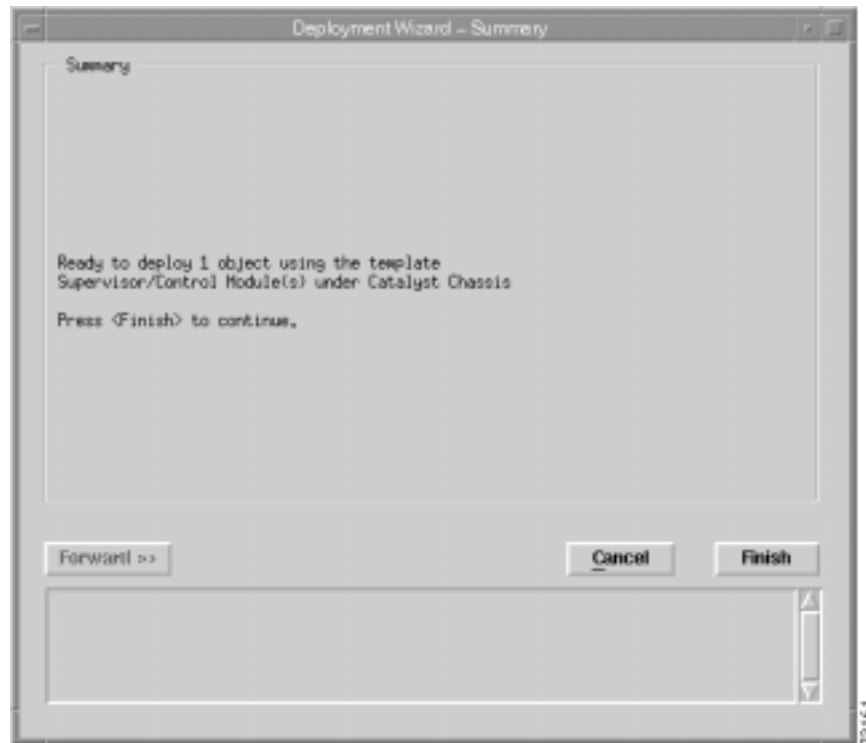 Deployment Wizard – Summary
Summary
Ready to deploy 1 object using the template
Supervisor/Control Module(s) under Catalyst Chassis
Press <Finish> to continue.
Forward >>
Cancel
Finish